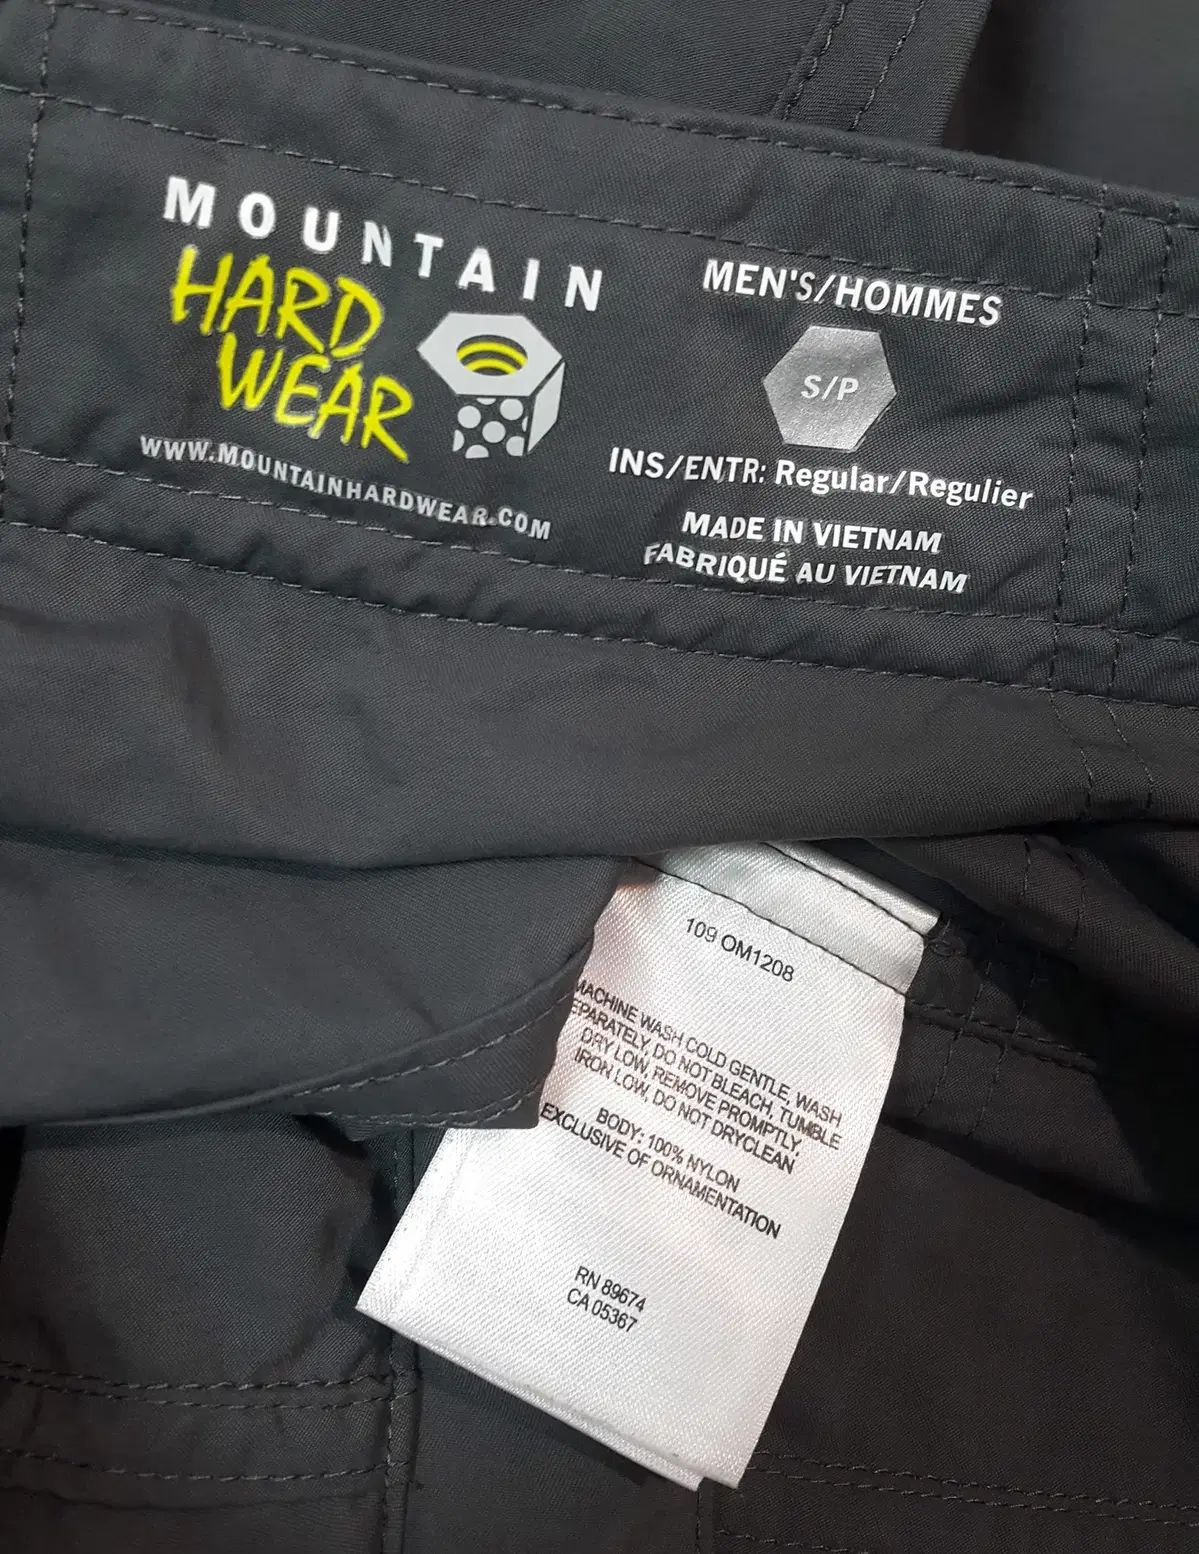 MOUNTAIN
HARD
WEAR
WWW.MOUNTAINHARDWEAR.COM
MEN'S/HOMMES
S/P
INS/ENTR: Regular/Regulier
MADE IN VIETNAM
FABRIQUÉ AU VIETNAM
109 OM1208
MACHINE WASH COLD GENTLE, WASH
EPARATELY, DO NOT BLEACH, TUMBLE
DRY LOW, REMOVE PROMPTLY,
IRON LOW, DO NOT DRYCLEAN
BODY: 100% NYLON
EXCLUSIVE OF ORNAMENTATION
RN 89674
CA 05367